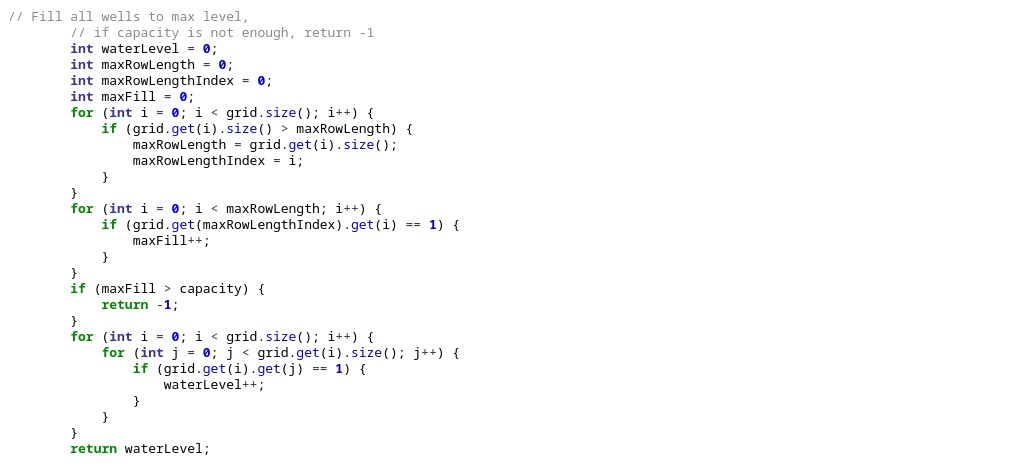 // Fill all wells to max level,
        // if capacity is not enough, return -1
        int waterLevel = 0;
        int maxRowLength = 0;
        int maxRowLengthIndex = 0;
        int maxFill = 0;
        for (int i = 0; i < grid.size(); i++) {
            if (grid.get(i).size() > maxRowLength) {
                maxRowLength = grid.get(i).size();
                maxRowLengthIndex = i;
            }
        }
        for (int i = 0; i < maxRowLength; i++) {
            if (grid.get(maxRowLengthIndex).get(i) == 1) {
                maxFill++;
            }
        }
        if (maxFill > capacity) {
            return -1;
        }
        for (int i = 0; i < grid.size(); i++) {
            for (int j = 0; j < grid.get(i).size(); j++) {
                if (grid.get(i).get(j) == 1) {
                    waterLevel++;
                }
            }
        }
        return waterLevel;